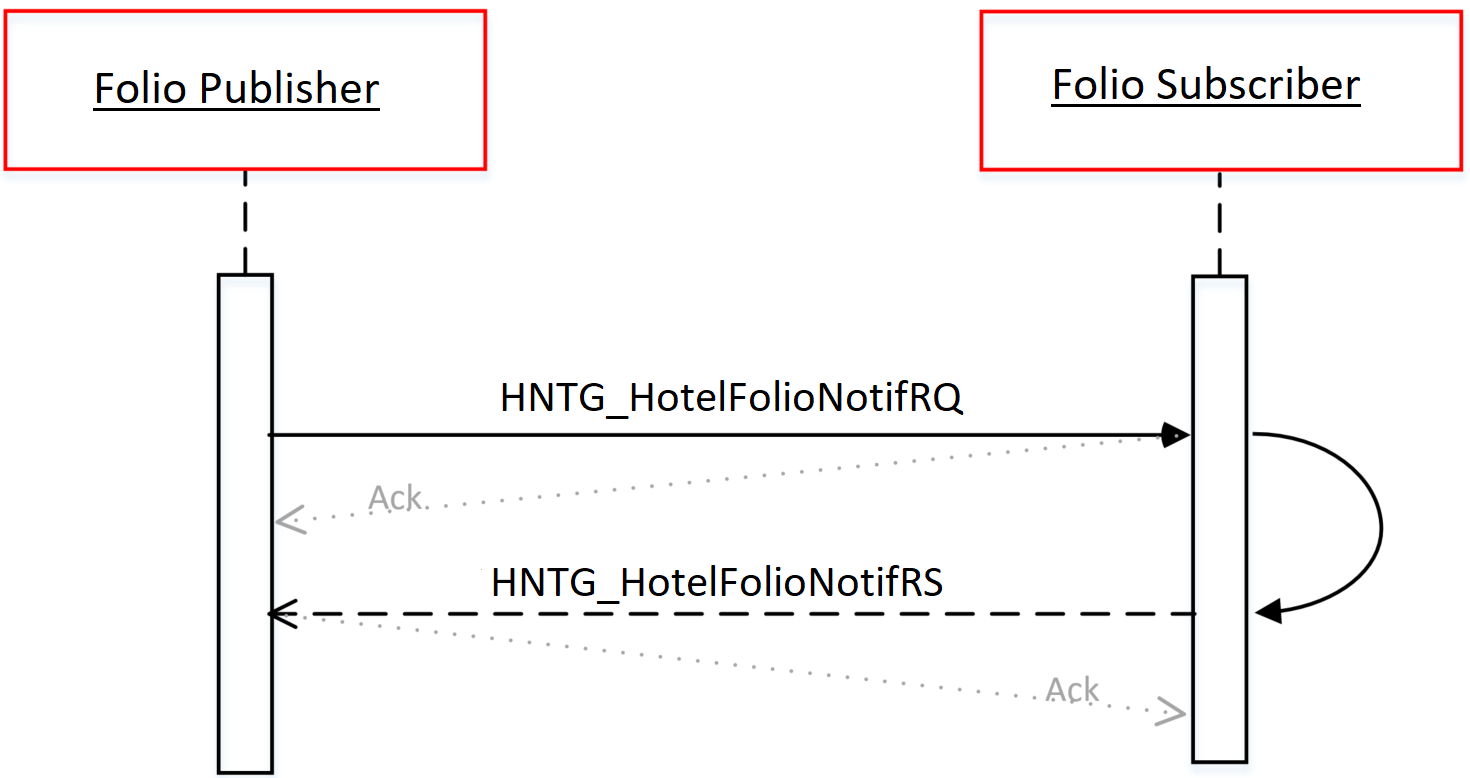 Folio Publisher
Folio Subscriber
HNTG_HotelFolioNotifRQ
Ack
HNTG_HotelFolioNotifRS
Ack